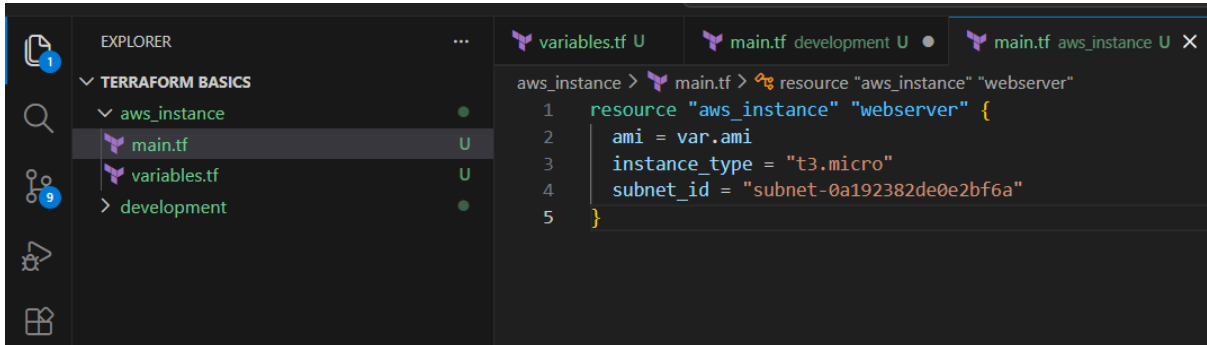 EXPLORER
...
TERRAFORM BASICS
aws_instance
main.tf U
variables.tf U
development
1
9
variables.tf U
main.tf development U
main.tf aws_instance U
aws_instance > main.tf > resource "aws_instance" "webserver"
1 resource "aws_instance" "webserver" {
2 ami = var.ami
3 instance_type = "t3.micro"
4 subnet_id = "subnet-0a192382de0e2bf6a"
5 }